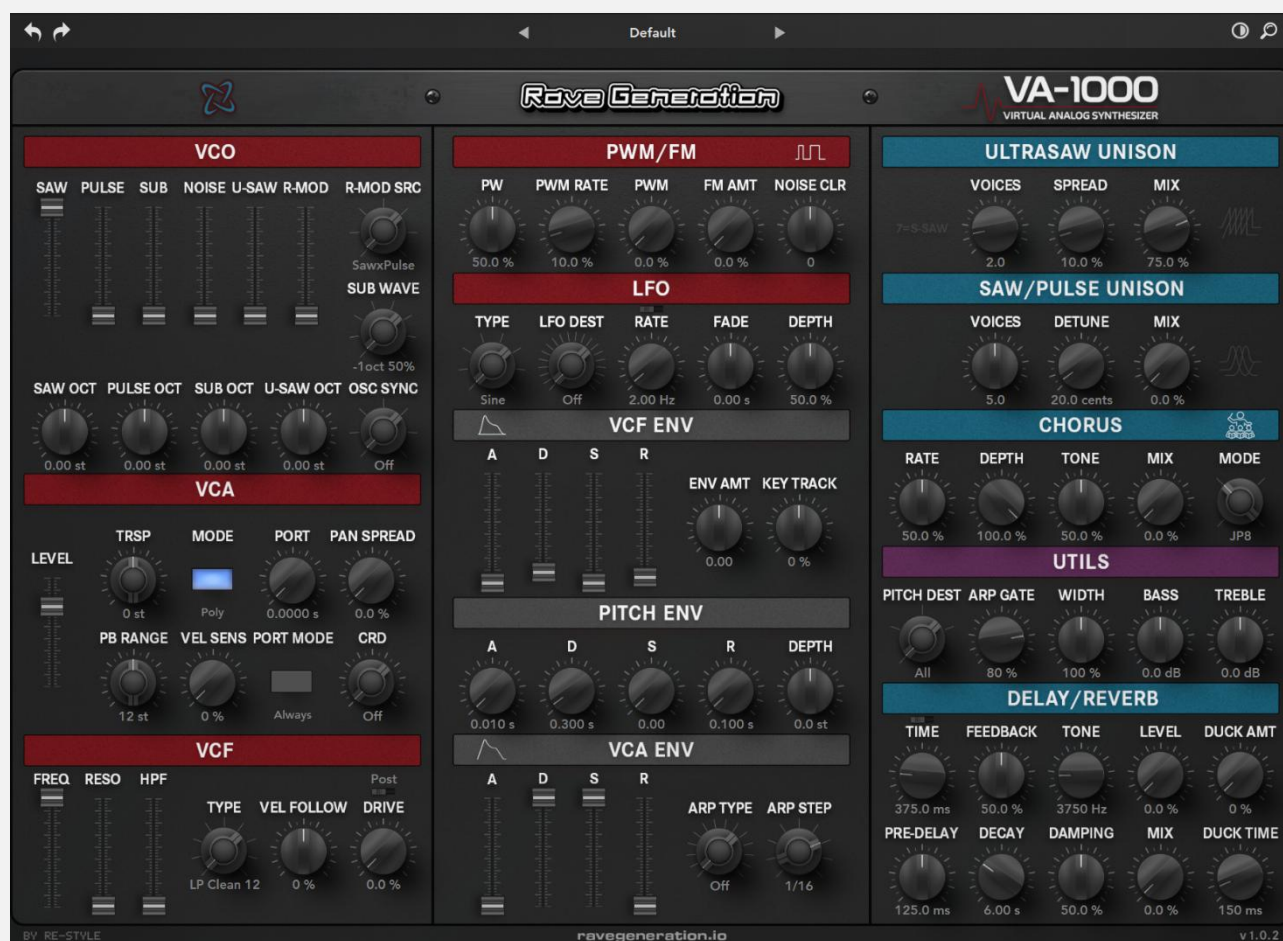 Default
Rave Generation
VA-1000
VIRTUAL ANALOG SYNTHESIZER
VCO
SAW PULSE SUB NOISE U-SAW R-MOD R-MOD SRC
SawxPulse
SUB WAVE
-1oct 50%
SAW OCT PULSE OCT SUB OCT U-SAW OCT OSC SYNC
0.00 st 0.00 st 0.00 st 0.00 st Off
VCA
LEVEL
TRSP MODE PORT PAN SPREAD
0 st Poly 0.0000 s 0.0 %
PB RANGE VEL SENS PORT MODE CRD
12 st 0 % Always Off
VCF
FREQ RESO HPF
Post
TYPE VEL FOLLOW DRIVE
LP Clean 12 0 % 0.0 %
PWM/FM
PW PWM RATE PWM FM AMT NOISE CLR
50.0 % 10.0 % 0.0 % 0.0 % 0
LFO
TYPE LFO DEST RATE FADE DEPTH
Sine Off 2.00 Hz 0.00 s 50.0 %
VCF ENV
A D S R
ENV AMT KEY TRACK
0.00 0 %
PITCH ENV
A D S R DEPTH
0.010 s 0.300 s 0.00 0.100 s 0.0 st
VCA ENV
A D S R
ARP TYPE ARP STEP
Off 1/16
ULTRASAW UNISON
VOICES SPREAD MIX
7=S-SAW
2.0 10.0 % 75.0 %
SAW/PULSE UNISON
VOICES DETUNE MIX
5.0 20.0 cents 0.0 %
CHORUS
RATE DEPTH TONE MIX MODE
50.0 % 100.0 % 50.0 % 0.0 % JP8
UTILS
PITCH DEST ARP GATE WIDTH BASS TREBLE
All 80 % 100 % 0.0 dB 0.0 dB
DELAY/REVERB
TIME FEEDBACK TONE LEVEL DUCK AMT
375.0 ms 50.0 % 3750 Hz 0.0 % 0 %
PRE-DELAY DECAY DAMPING MIX DUCK TIME
125.0 ms 6.00 s 50.0 % 0.0 % 150 ms
BY RE-STYLE
ravegeneration.io
v1.0.2